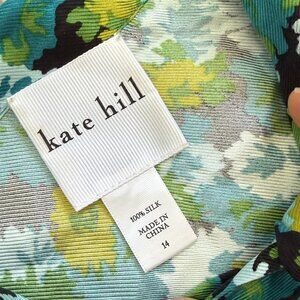 kate hill
100% SILK
MADE IN
CHINA
14